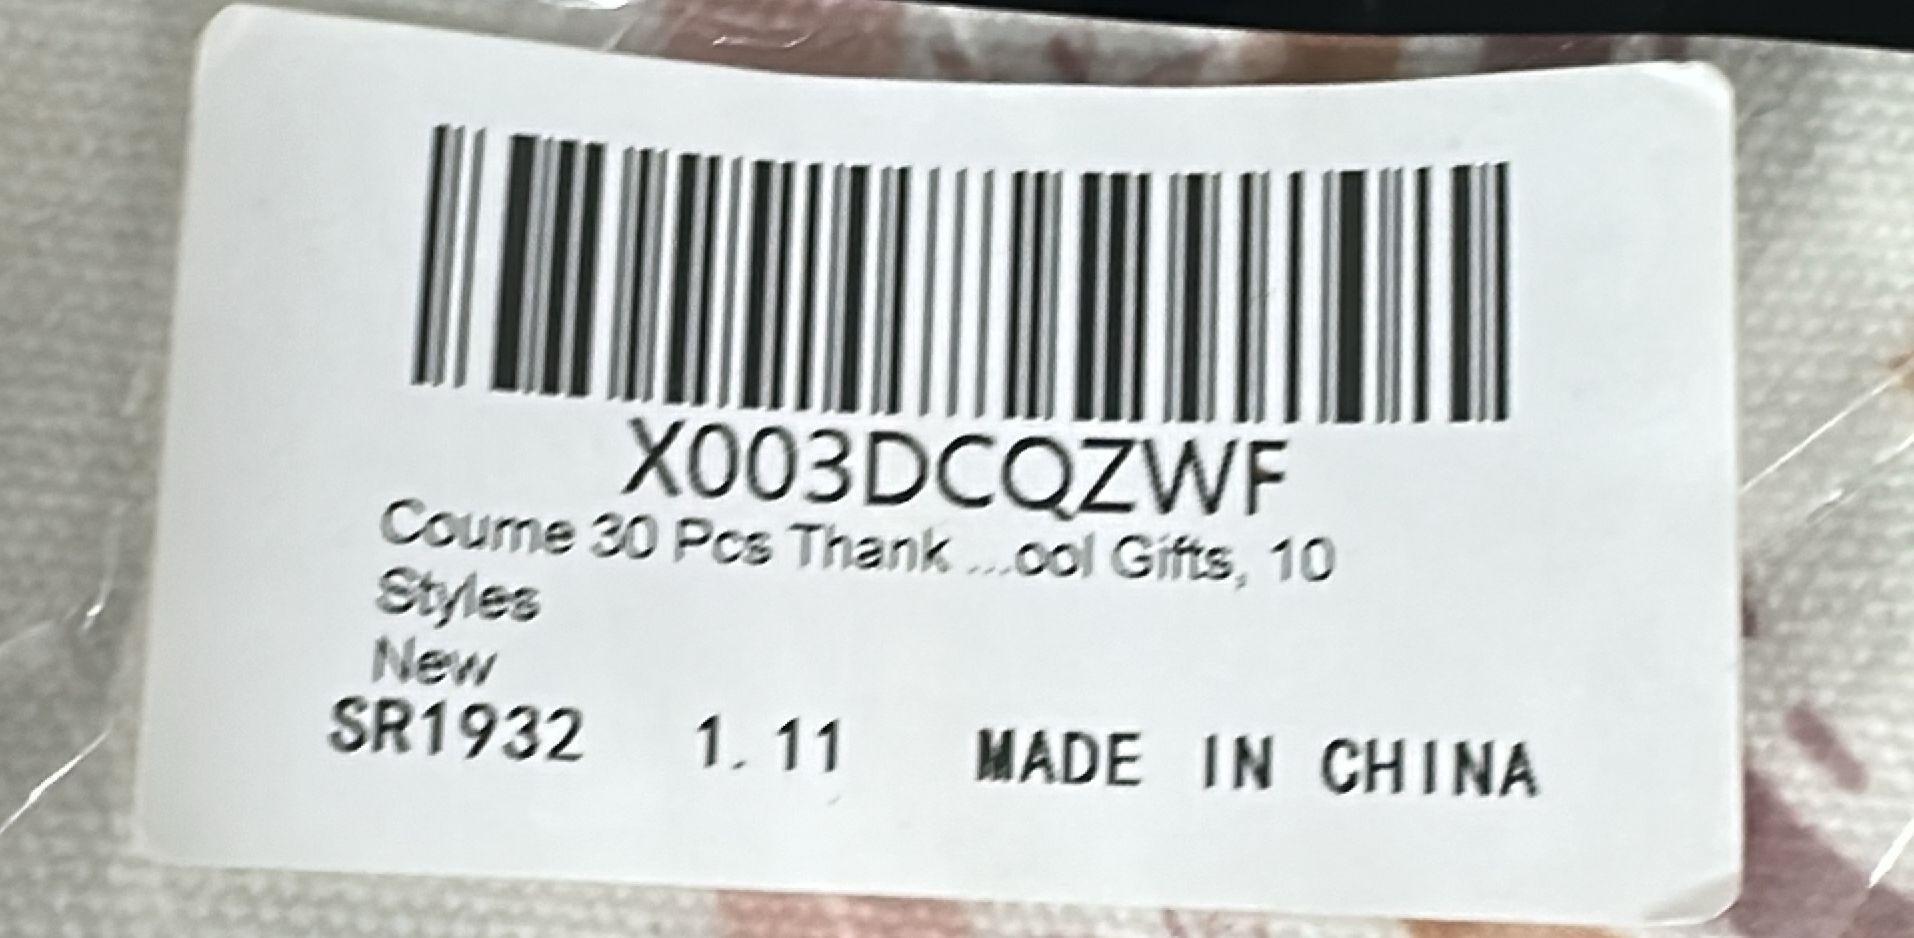 X003DCQZWF
Coume 30 Pcs Thank ...ool Gifts, 10
Styles
New
SR1932 1.11 MADE IN CHINA